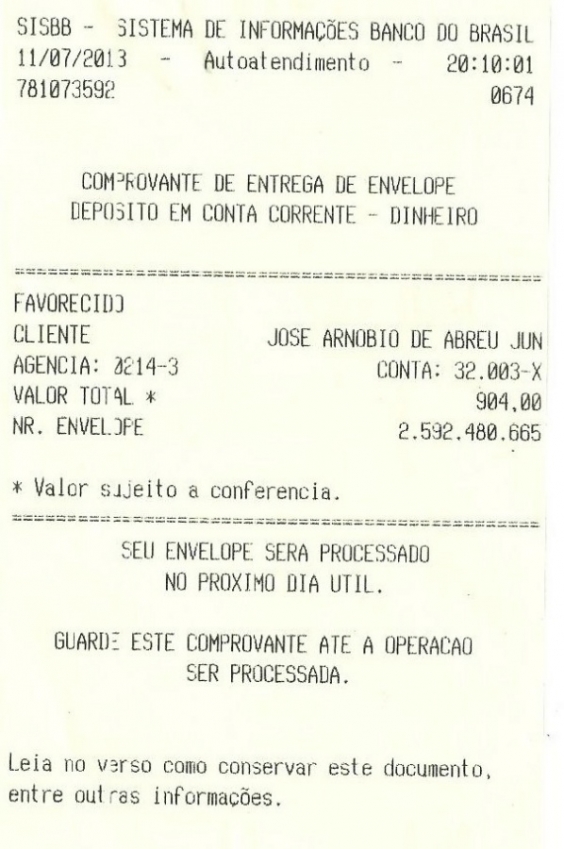 SISBB - SISTEMA DE INFORMAÇÕES BANCO DO BRASIL
11/07/2013 - Autoatendimento - 20:10:01
781073592 0674
COMPROVANTE DE ENTREGA DE ENVELOPE
DEPOSITO EM CONTA CORRENTE - DINHEIRO
FAVORECIDO
CLIENTE JOSE ARNOBIO DE ABREU JUN
AGENCIA: 0214-3 CONTA: 32.003-X
VALOR TOTAL * 904,00
NR. ENVELOPE 2.592.480.665
* Valor sujeito a conferencia.
SEU ENVELOPE SERA PROCESSADO
NO PROXIMO DIA UTIL.
GUARDE ESTE COMPROVANTE ATE A OPERACAO
SER PROCESSADA.
Leia no verso como conservar este documento,
entre outras informações.